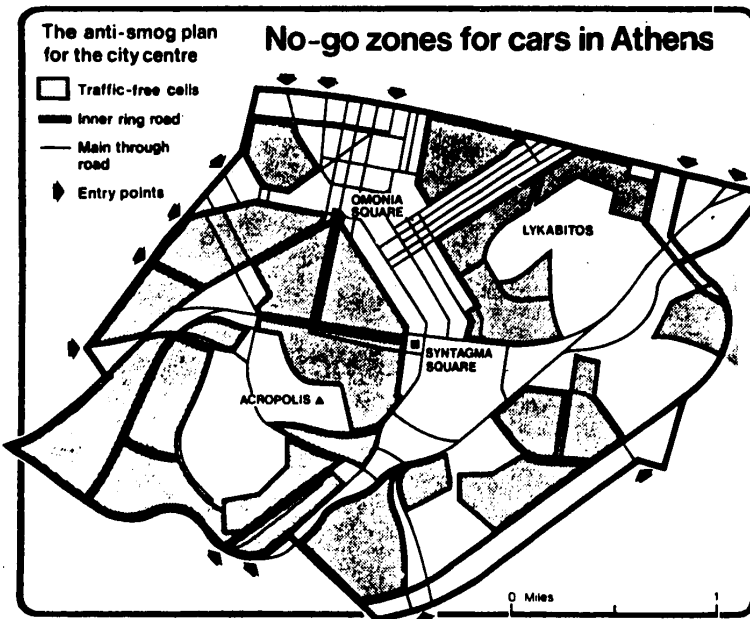 The anti-smog plan
for the city centre
No-go zones for cars in Athens
Traffic-free cells
Inner ring road
Main through
road
Entry points
OMONIA
SQUARE
LYKABITOS
SYNTAGMA
SQUARE
ACROPOLIS
0 Miles 1